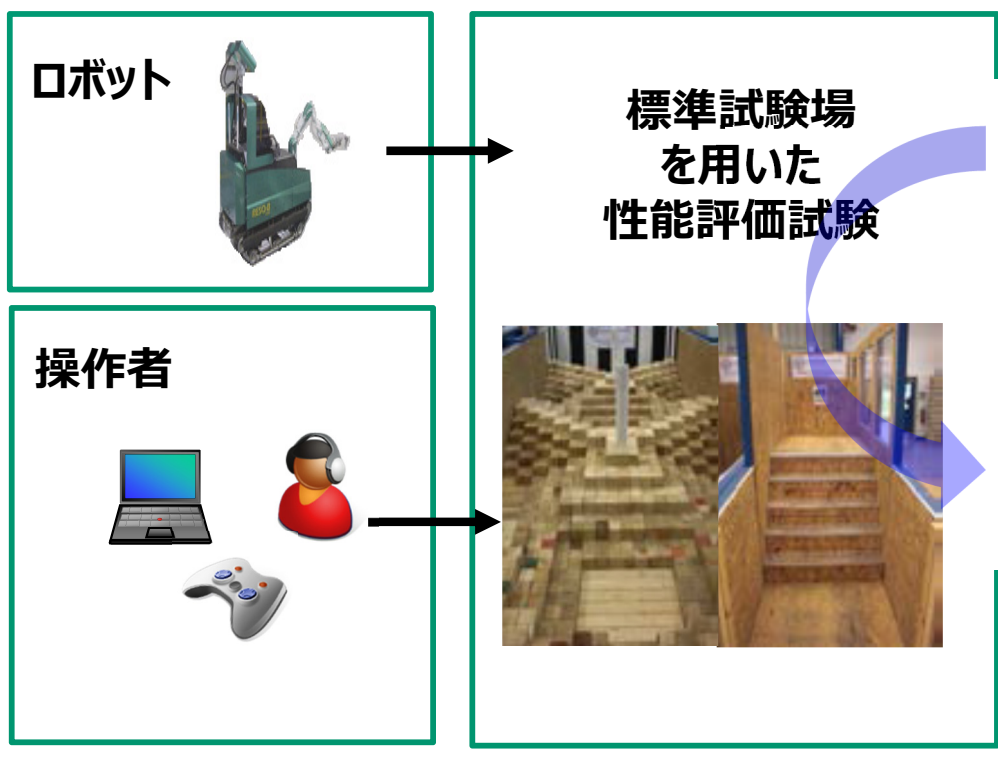 ロボット
標準試験場
を用いた
性能評価試験
操作者